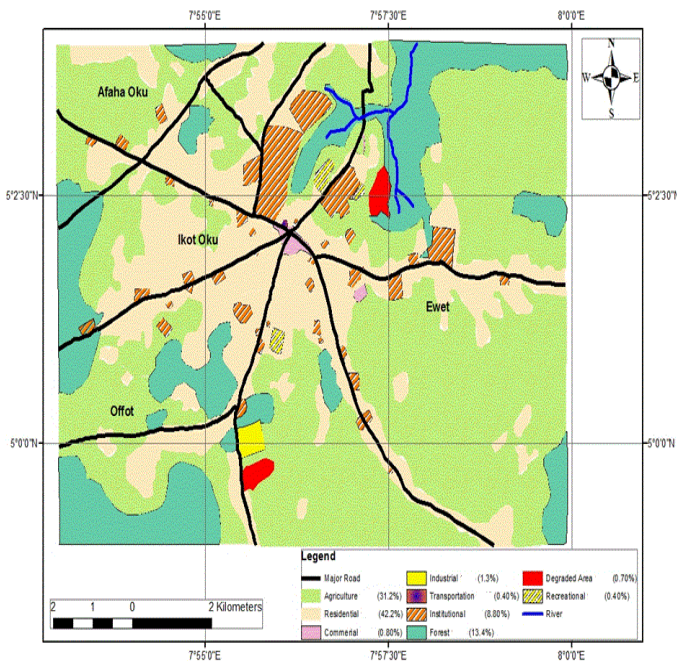 7°55'0"E 7°57'30"E 8°0'0"E
N
W E
S
Afaha Oku
5°2'30"N 5°2'30"N
Ikot Oku
Ewet
Offot
5°0'0"N 5°0'0"N
Legend
Major Road Industrial (1.3%) Degraded Area (0.70%)
Agriculture (31.2%) Transportation (0.40%) Recreational (0.40%)
Residential (42.2%) Institutional (8.80%) River
Commerial (0.80%) Forest (13.4%)
2 1 0 2 Kilometers
7°55'0"E 7°57'30"E 8°0'0"E